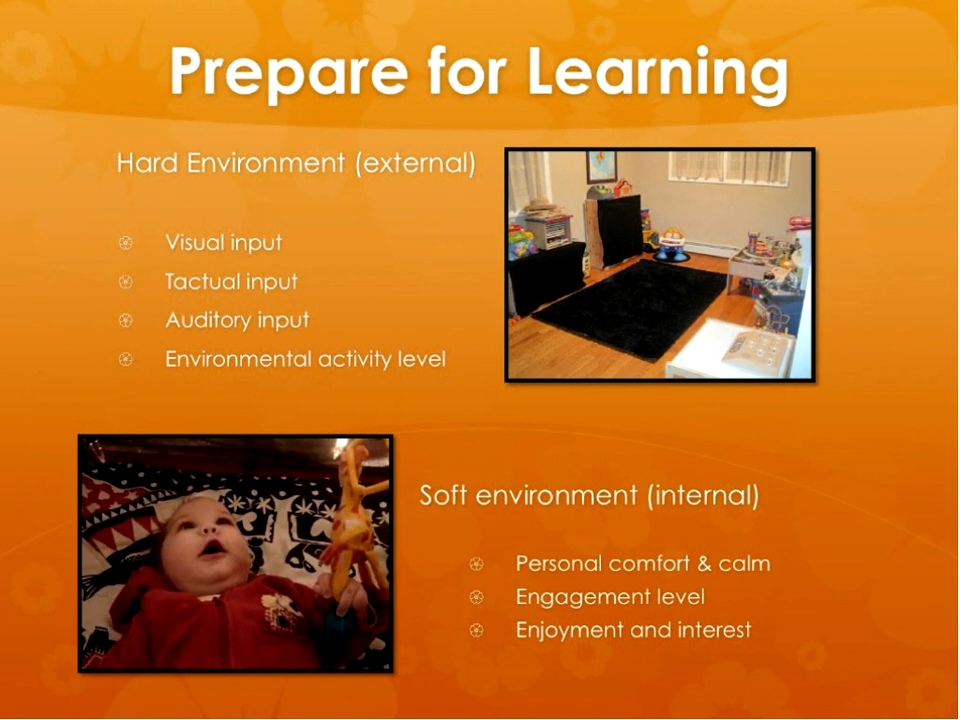 Prepare for Learning
Hard Environment (external)
Visual input
Tactual input
Auditory input
Environmental activity level
Soft environment (internal)
Personal comfort & calm
Engagement level
Enjoyment and interest